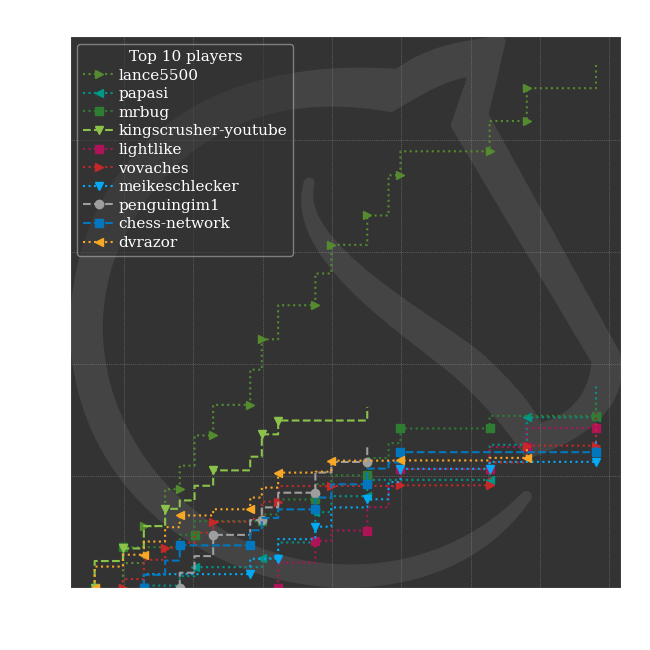 Top 10 players
lance5500
papasi
mrbug
kingscrusher-youtube
lightlike
vovaches
meikeschlecker
penguingim1
chess-network
dvrazor